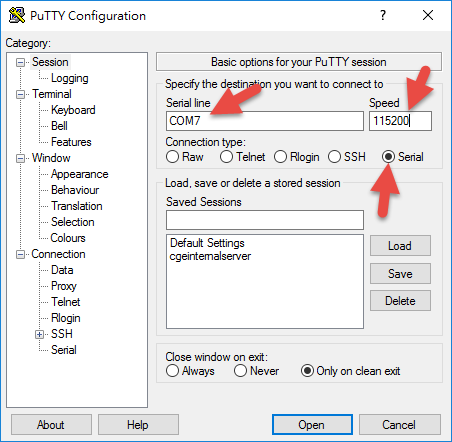 PuTTY Configuration
?
Category:
Session
Logging
Terminal
Keyboard
Bell
Features
Window
Appearance
Behaviour
Translation
Selection
Colours
Connection
Data
Proxy
Telnet
Rlogin
SSH
Serial
Basic options for your PuTTY session
Specify the destination you want to connect to
Serial line
Speed
COM7
115200
Connection type:
Raw Telnet Rlogin SSH Serial
Load, save or delete a stored session
Saved Sessions
Default Settings
cgeinternalserver
Load
Save
Delete
Close window on exit:
Always Never Only on clean exit
About Help Open Cancel